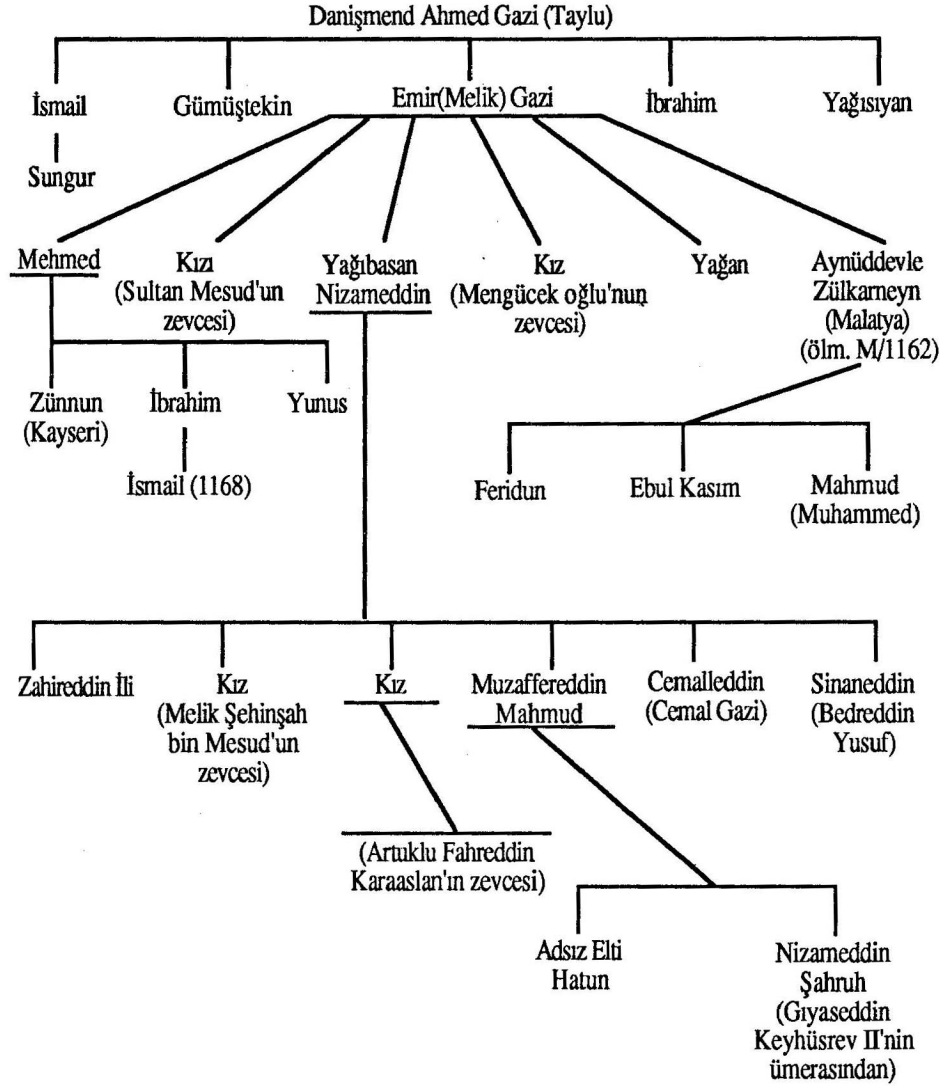 Danişmend Ahmed Gazi (Taylu)
İsmail
Gümüştekin
Emir(Melik) Gazi
İbrahim
Yağısıyan
Sungur
Mehmed
Kızı
(Sultan Mesud'un
zevcesi)
Yağıbasan
Nizameddin
Kız
(Mengücek oğlu'nun
zevcesi)
Yağan
Aynüddevle
Zülkarneyn
(Malatya)
(ölm. M/1162)
Zünnun
(Kayseri)
İbrahim
Yunus
İsmail (1168)
Feridun
Ebul Kasım
Mahmud
(Muhammed)
Zahireddin İli
Kız
(Melik Şehinşah
bin Mesud'un
zevcesi)
Kız
Muzaffereddin
Mahmud
Cemalleddin
(Cemal Gazi)
Sinaneddin
(Bedreddin
Yusuf)
(Artuklu Fahreddin
Karaaslan'ın zevcesi)
Adsız Elti
Hatun
Nizameddin
Şahruh
(Gıyaseddin
Keyhüsrev II'nin
ümerasından)